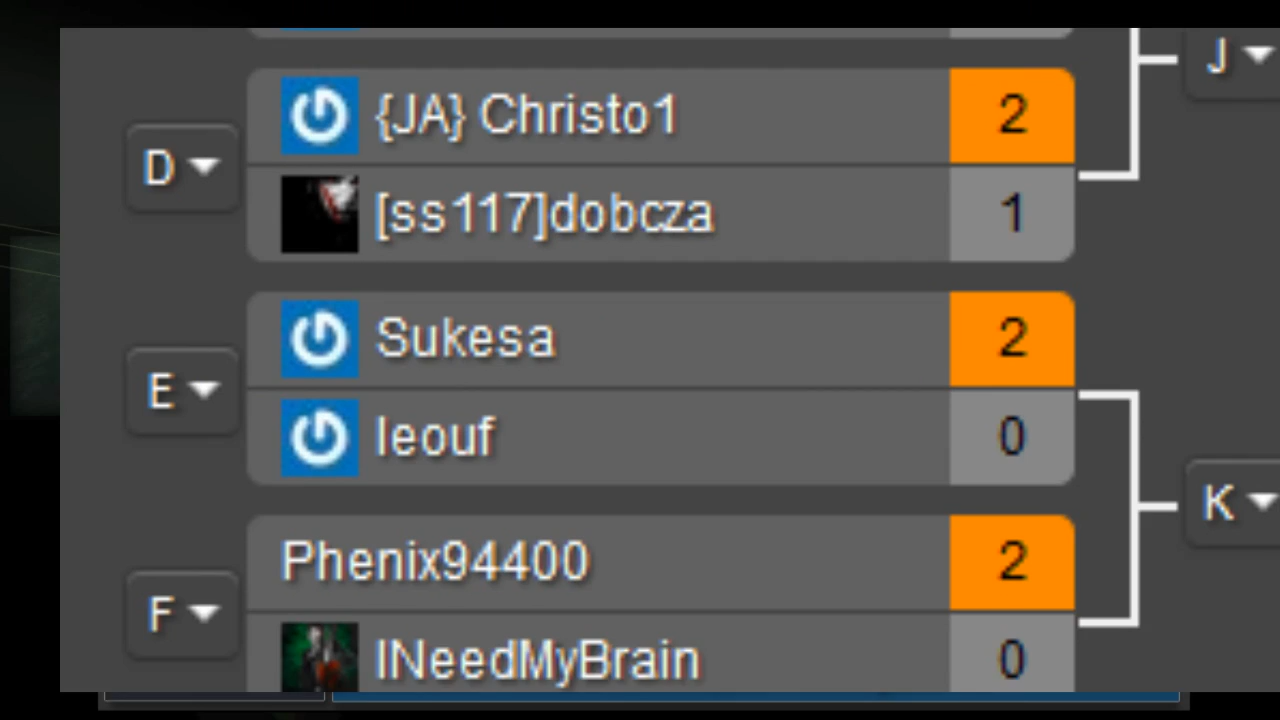 J
{JA} Christo1 2
D
[ss117]dobcza 1
Sukesa 2
E
leouf 0
K
Phenix94400 2
F
INeedMyBrain 0